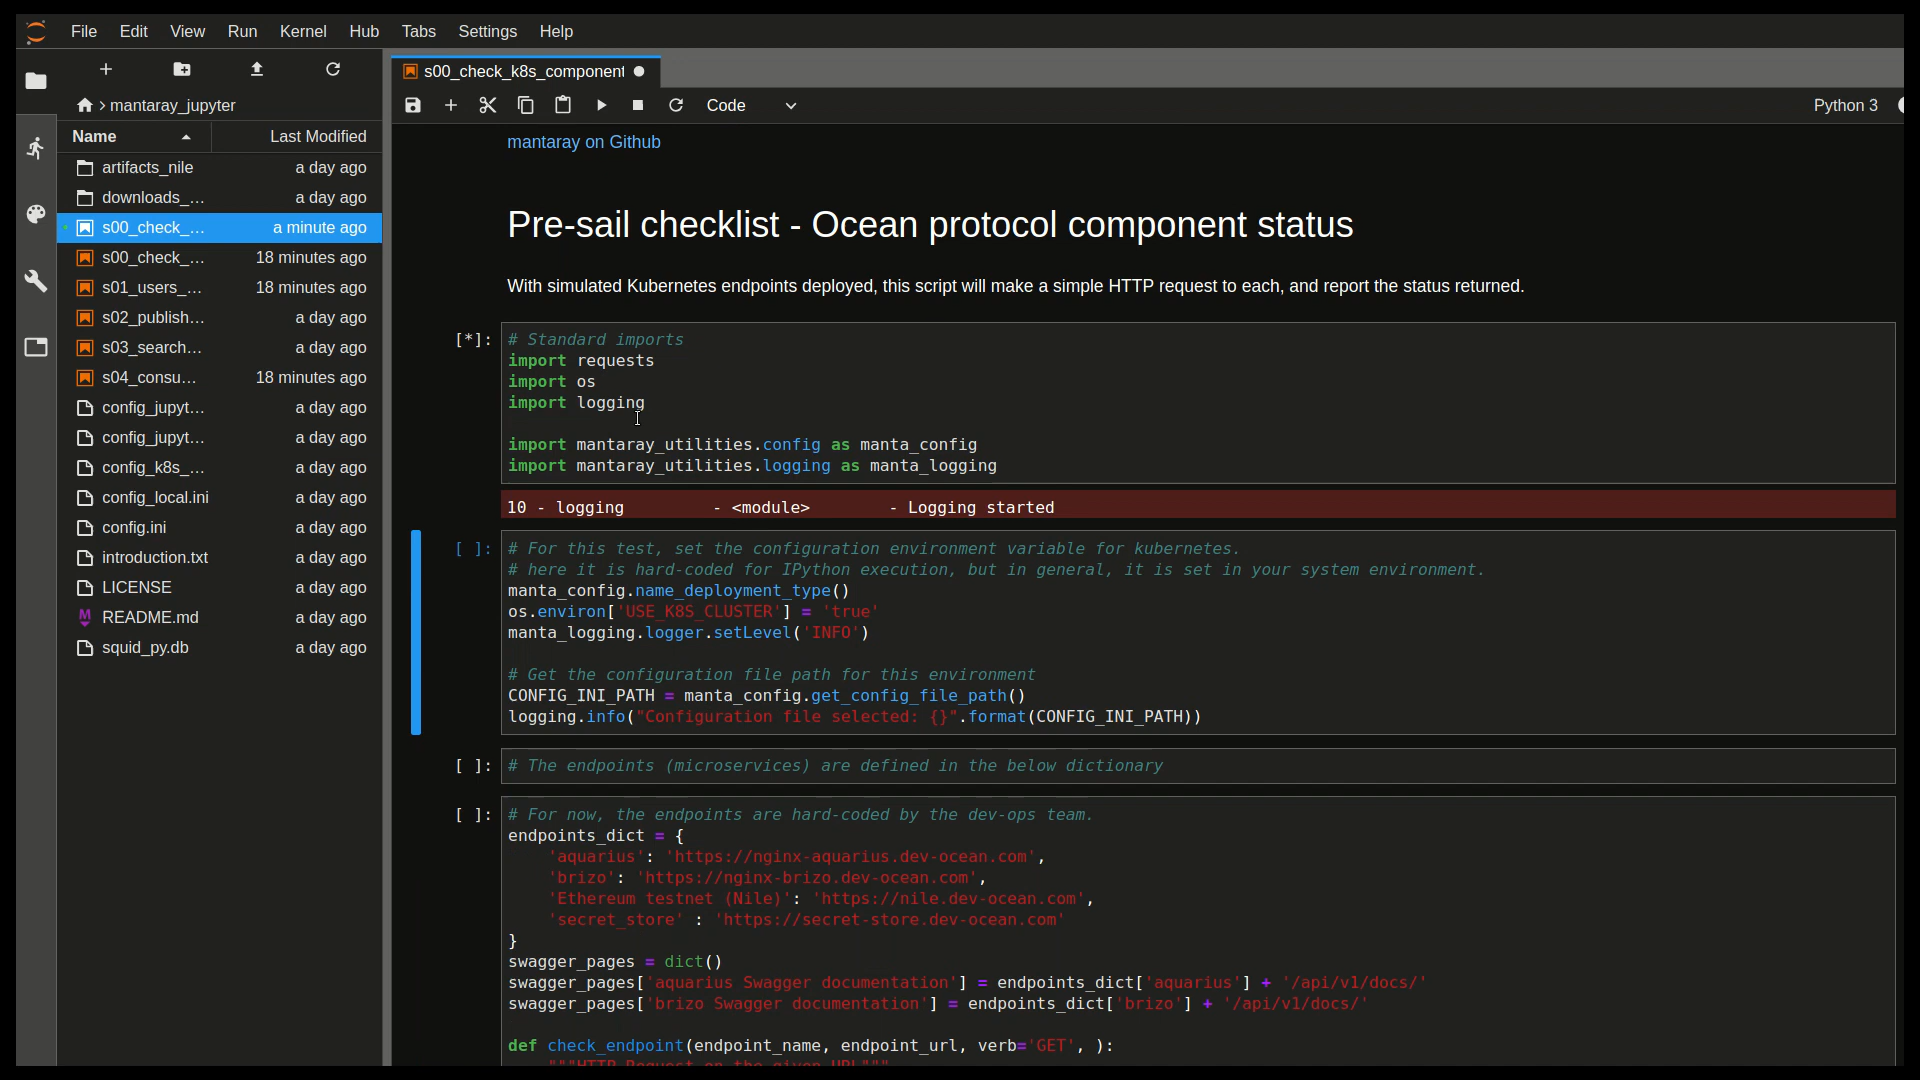 File Edit View Run Kernel Hub Tabs Settings Help
s00_check_k8s_component
mantaray_jupyter
Code
Python 3
Name Last Modified
artifacts_nile a day ago
downloads_… a day ago
s00_check_… a minute ago
s00_check_… 18 minutes ago
s01_users_… 18 minutes ago
s02_publish… a day ago
s03_search… a day ago
s04_consu… 18 minutes ago
config_jupyt… a day ago
config_jupyt… a day ago
config_k8s_… a day ago
config_local.ini a day ago
config.ini a day ago
introduction.txt a day ago
LICENSE a day ago
README.md a day ago
squid_py.db a day ago
mantaray on Github
Pre-sail checklist - Ocean protocol component status
With simulated Kubernetes endpoints deployed, this script will make a simple HTTP request to each, and report the status returned.
[*]: # Standard imports
import requests
import os
import logging
import mantaray_utilities.config as manta_config
import mantaray_utilities.logging as manta_logging
10 - logging - <module> - Logging started
[ ]: # For this test, set the configuration environment variable for kubernetes.
# here it is hard-coded for IPython execution, but in general, it is set in your system environment.
manta_config.name_deployment_type()
os.environ['USE_K8S_CLUSTER'] = 'true'
manta_logging.logger.setLevel('INFO')
# Get the configuration file path for this environment
CONFIG_INI_PATH = manta_config.get_config_file_path()
logging.info("Configuration file selected: {}".format(CONFIG_INI_PATH))
[ ]: # The endpoints (microservices) are defined in the below dictionary
[ ]: # For now, the endpoints are hard-coded by the dev-ops team.
endpoints_dict = {
'aquarius': 'https://nginx-aquarius.dev-ocean.com',
'brizo': 'https://nginx-brizo.dev-ocean.com',
'Ethereum testnet (Nile)': 'https://nile.dev-ocean.com',
'secret_store' : 'https://secret-store.dev-ocean.com'
}
swagger_pages = dict()
swagger_pages['aquarius Swagger documentation'] = endpoints_dict['aquarius'] + '/api/v1/docs/'
swagger_pages['brizo Swagger documentation'] = endpoints_dict['brizo'] + '/api/v1/docs/'
def check_endpoint(endpoint_name, endpoint_url, verb='GET', ):
"""HTTP Request on the given URL"""